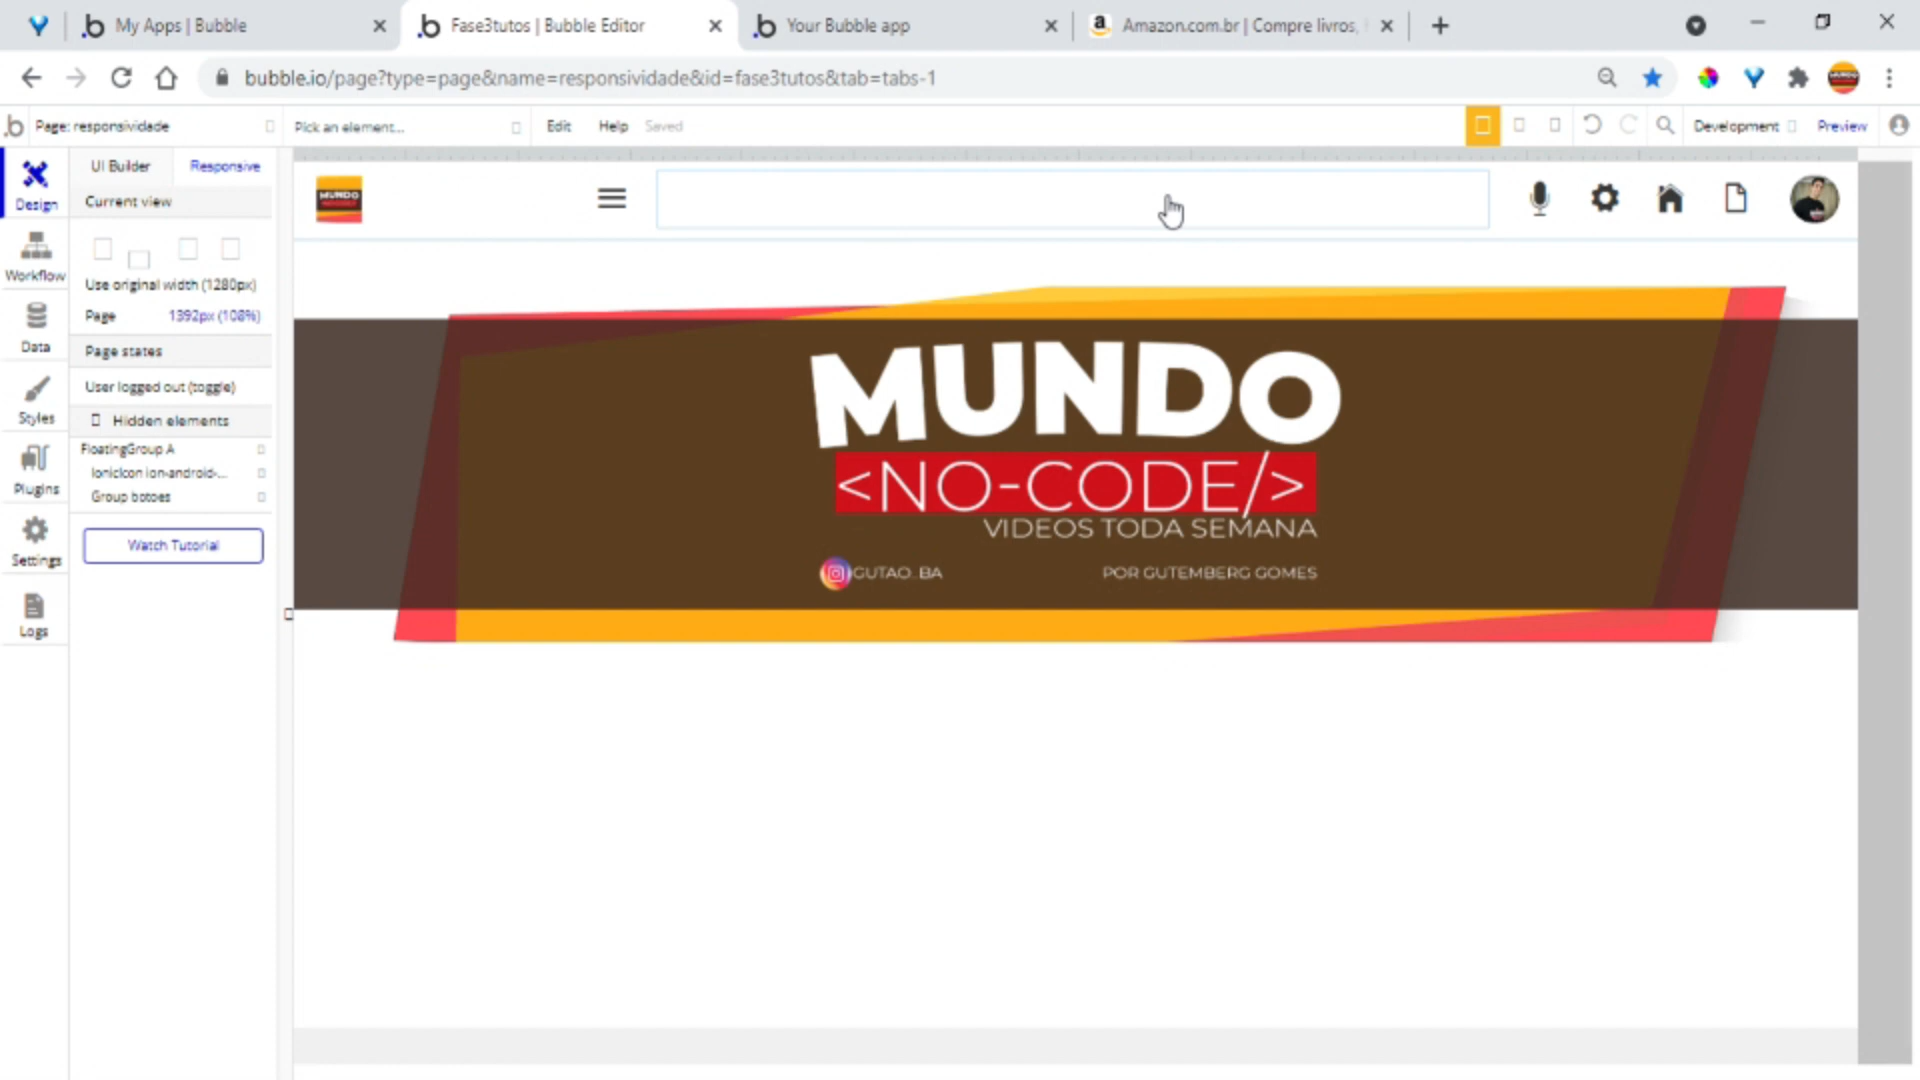 My Apps | Bubble
Fase3tutos | Bubble Editor
Your Bubble app
Amazon.com.br | Compre livros,
bubble.io/page?type=page&name=responsividade&id=fase3tutos&tab=tabs-1
Page: responsividade
Pick an element...
Edit
Help
Saved
Development
Preview
Design
Workflow
Data
Styles
Plugins
Settings
Logs
UI Builder
Responsive
Current view
Use original width (1280px)
Page 1392px (108%)
Page states
User logged out (toggle)
Hidden elements
FloatingGroup A
IonicIcon ion-android-...
Group botoes
Watch Tutorial
MUNDO
MUNDO
<NO-CODE/>
VIDEOS TODA SEMANA
GUTAO_BA
POR GUTEMBERG GOMES